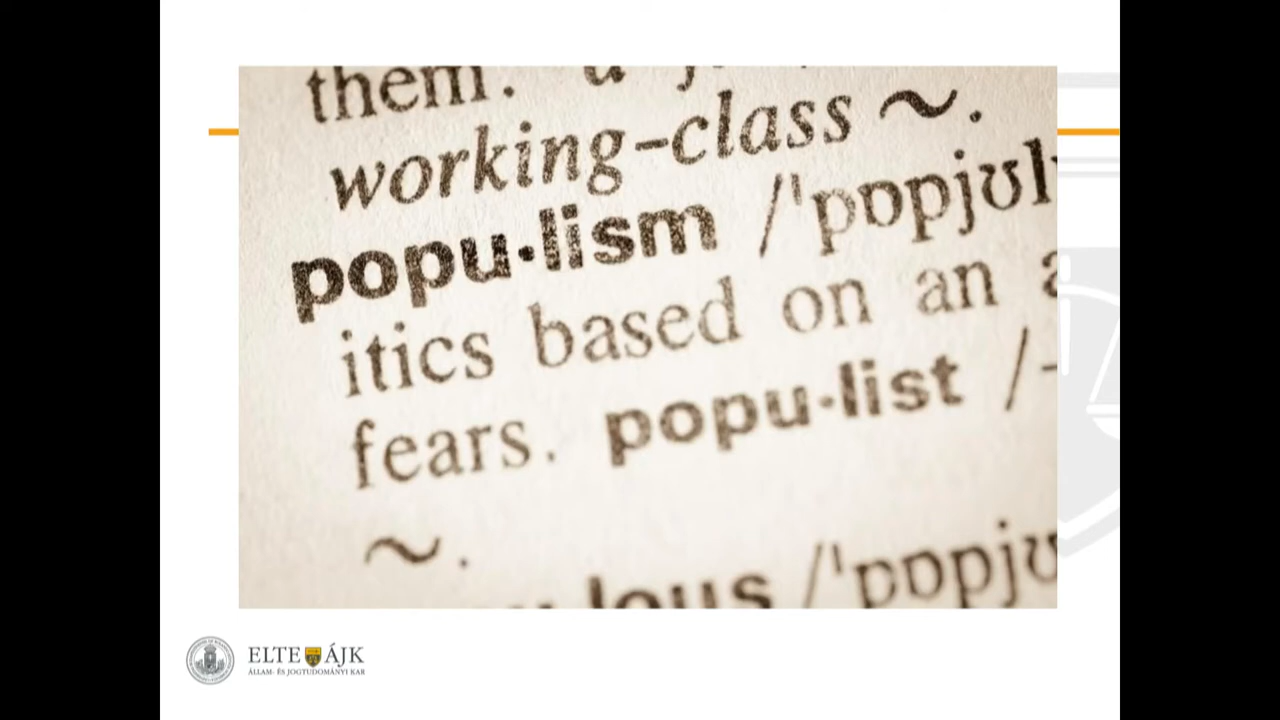 them.
working-class ~.
popu·lism /ˈpɒpjʊl
itics based on an
fears. popu·list /-
~.
lous /ˈpɒpjʊ
ELTE ÁJK
ÁLLAM- ÉS JOGTUDOMÁNYI KAR